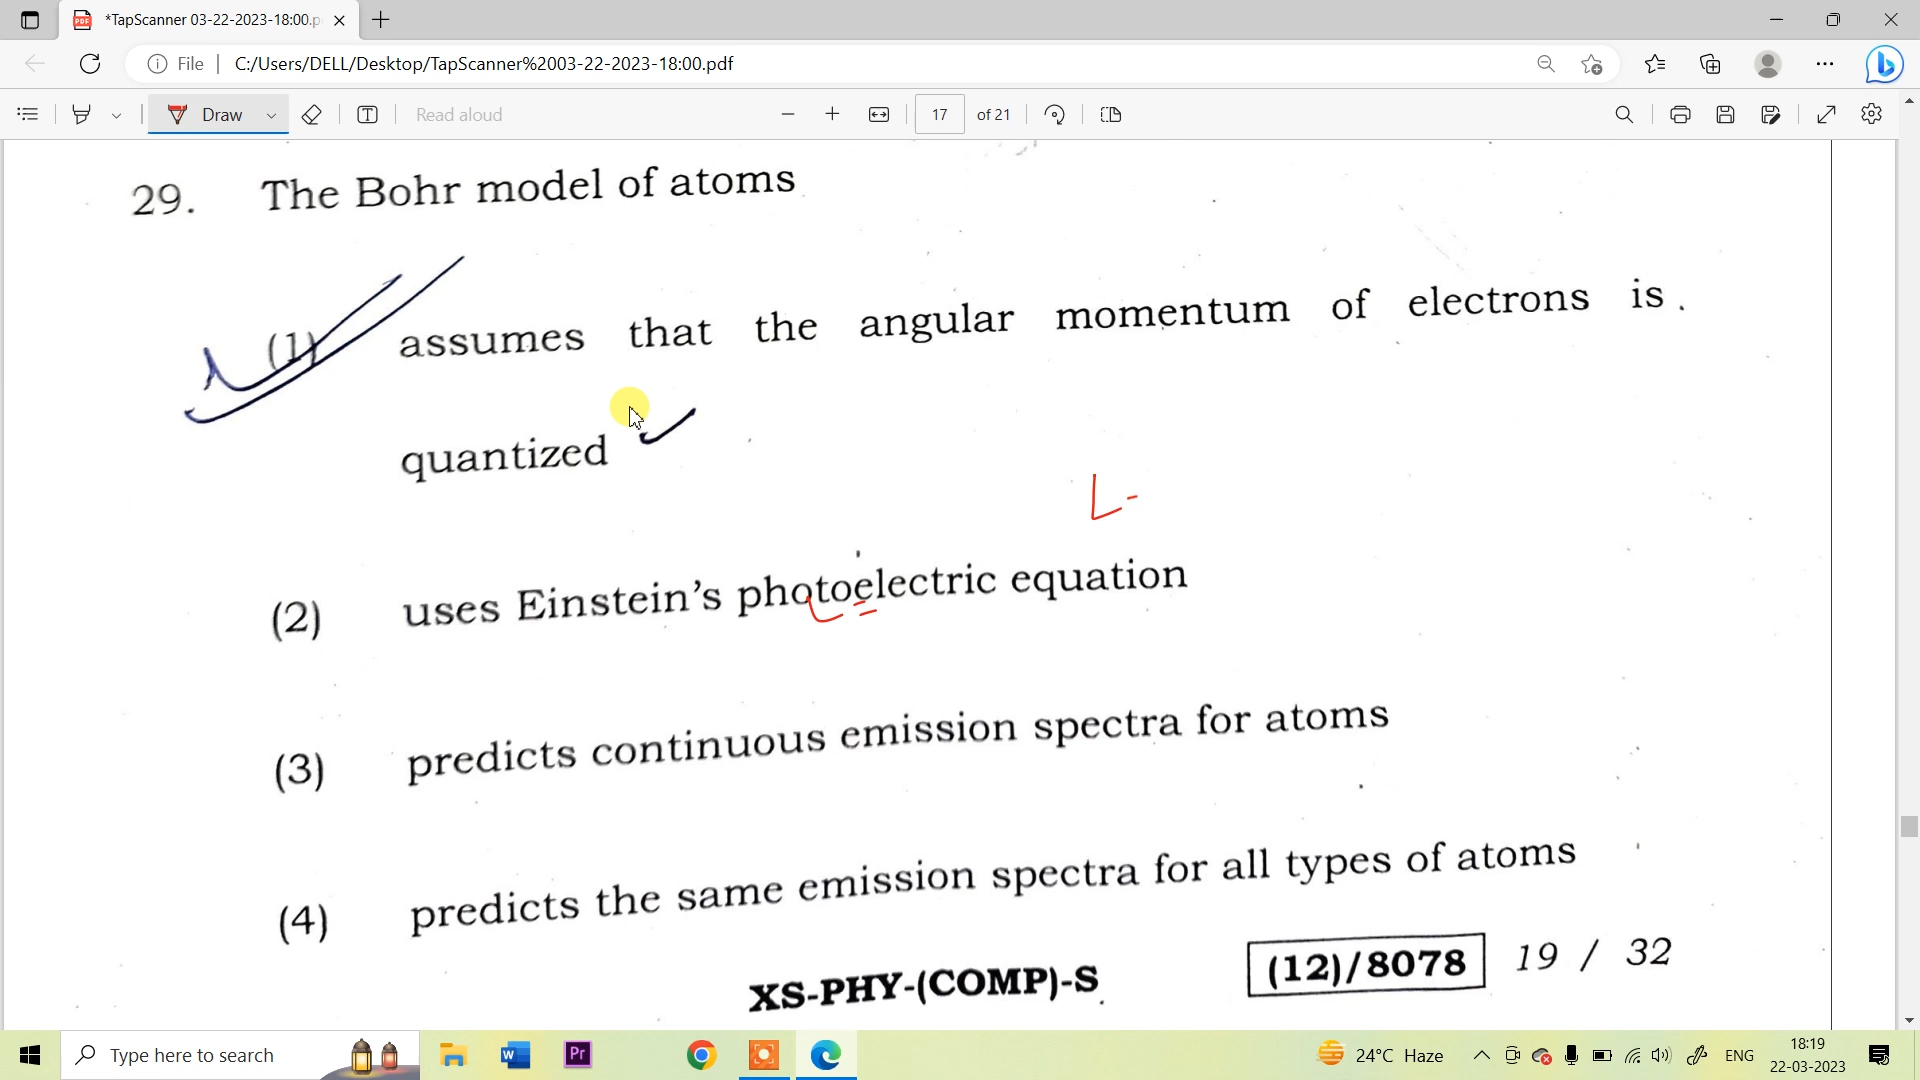 *TapScanner 03-22-2023-18:00.p
File
C:/Users/DELL/Desktop/TapScanner%2003-22-2023-18:00.pdf
Draw
Read aloud
17 of 21
29. The Bohr model of atoms
(1) assumes that the angular momentum of electrons is
quantized
L-
(2) uses Einstein's photoelectric equation
(3) predicts continuous emission spectra for atoms
(4) predicts the same emission spectra for all types of atoms
XS-PHY-(COMP)-S (12)/8078 19 / 32
Type here to search
24°C Haze
ENG
18:19
22-03-2023